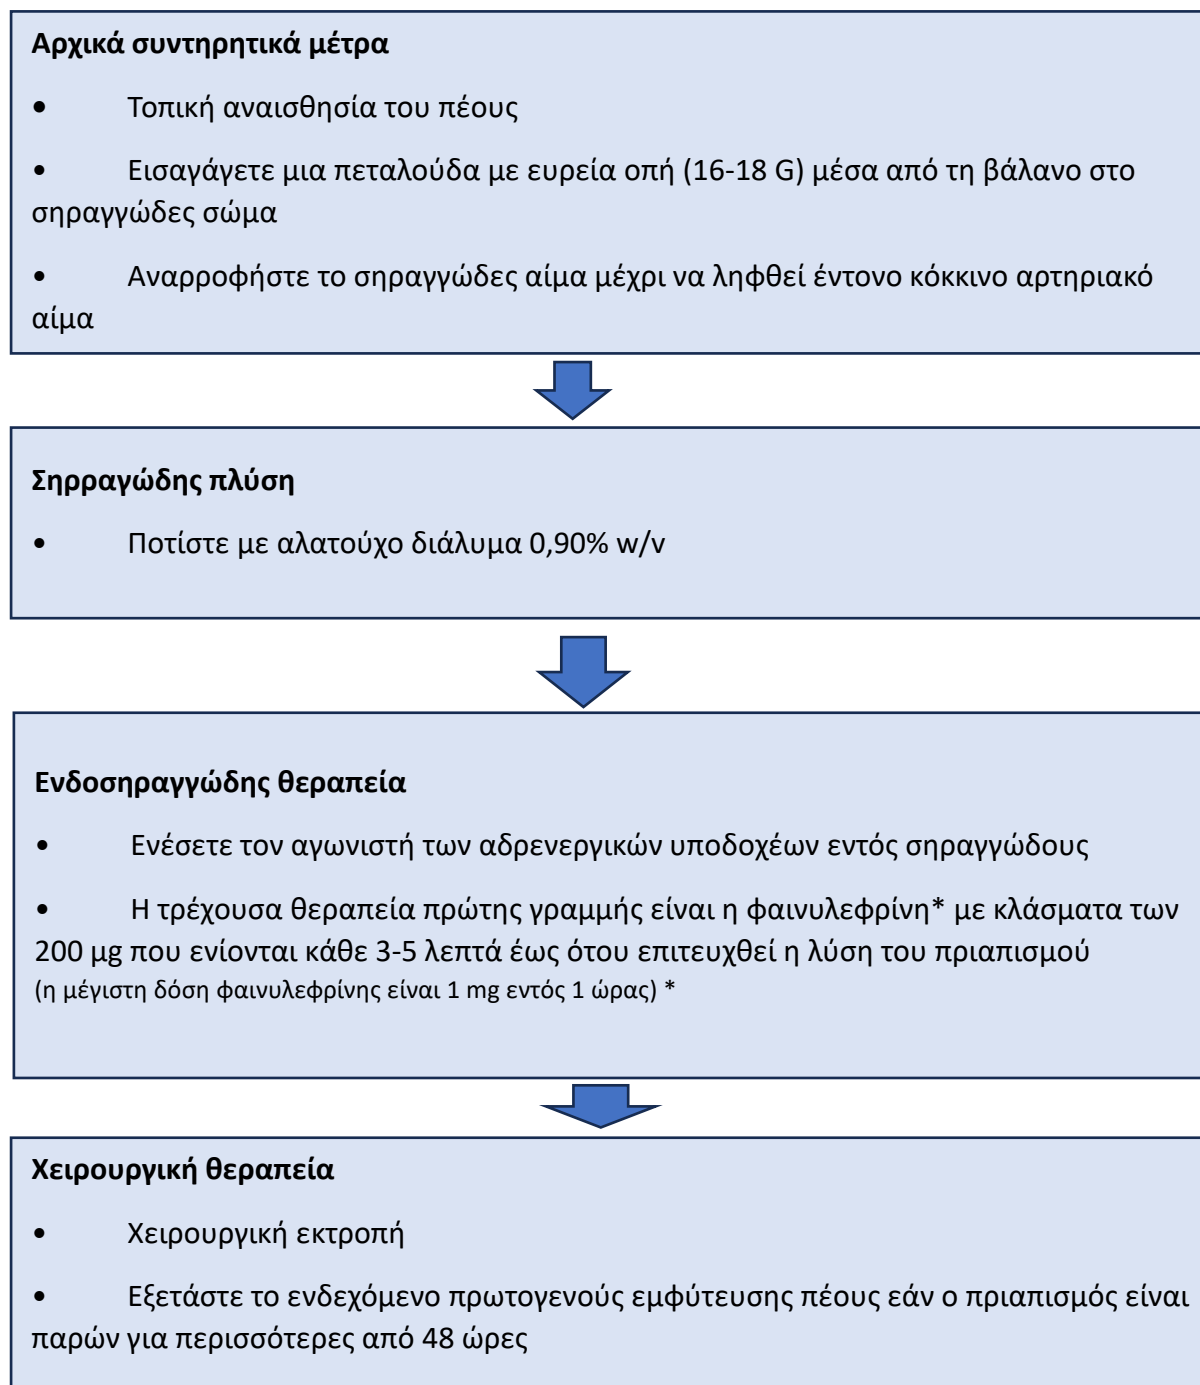 Αρχικά συντηρητικά μέτρα
• Τοπική αναισθησία του πέους
• Εισαγάγετε μια πεταλούδα με ευρεία οπή (16-18 G) μέσα από τη βάλανο στο
σηραγγώδες σώμα
• Αναρροφήστε το σηραγγώδες αίμα μέχρι να ληφθεί έντονο κόκκινο αρτηριακό
αίμα
Σηρραγώδης πλύση
• Ποτίστε με αλατούχο διάλυμα 0,90% w/v
Ενδοσηραγγώδης θεραπεία
• Ενέσετε τον αγωνιστή των αδρενεργικών υποδοχέων εντός σηραγγώδους
• Η τρέχουσα θεραπεία πρώτης γραμμής είναι η φαινυλεφρίνη* με κλάσματα των
200 μg που ενίονται κάθε 3-5 λεπτά έως ότου επιτευχθεί η λύση του πριαπισμού
(η μέγιστη δόση φαινυλεφρίνης είναι 1 mg εντός 1 ώρας) *
Χειρουργική θεραπεία
• Χειρουργική εκτροπή
• Εξετάστε το ενδεχόμενο πρωτογενούς εμφύτευσης πέους εάν ο πριαπισμός είναι
παρών για περισσότερες από 48 ώρες